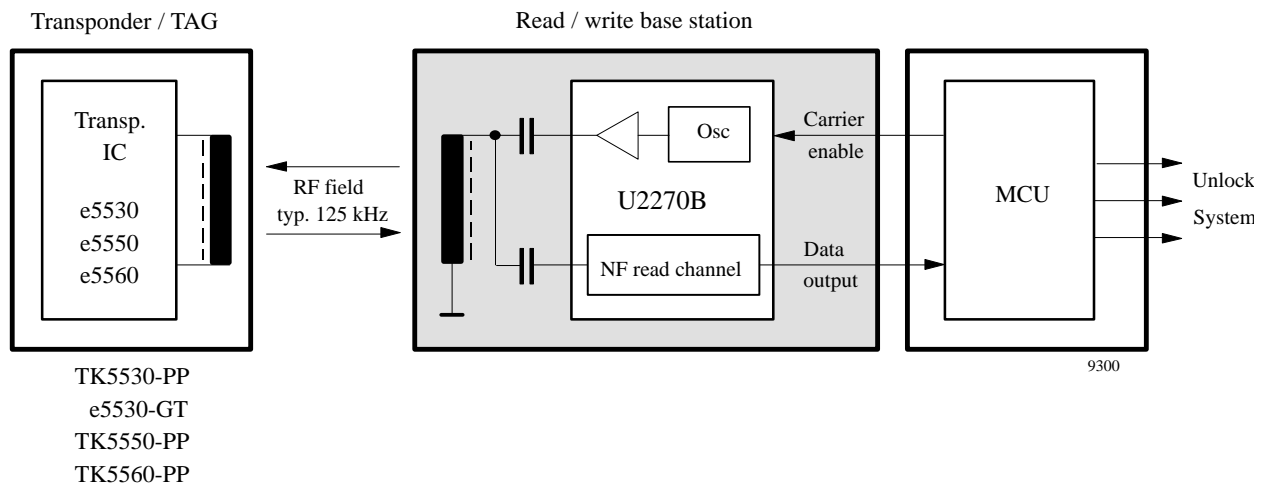 Transponder / TAG
Read / write base station
Transp.
IC
e5530
e5550
e5560
RF field
typ. 125 kHz
Osc
U2270B
NF read channel
Carrier
enable
Data
output
MCU
Unlock
System
9300
TK5530-PP
e5530-GT
TK5550-PP
TK5560-PP